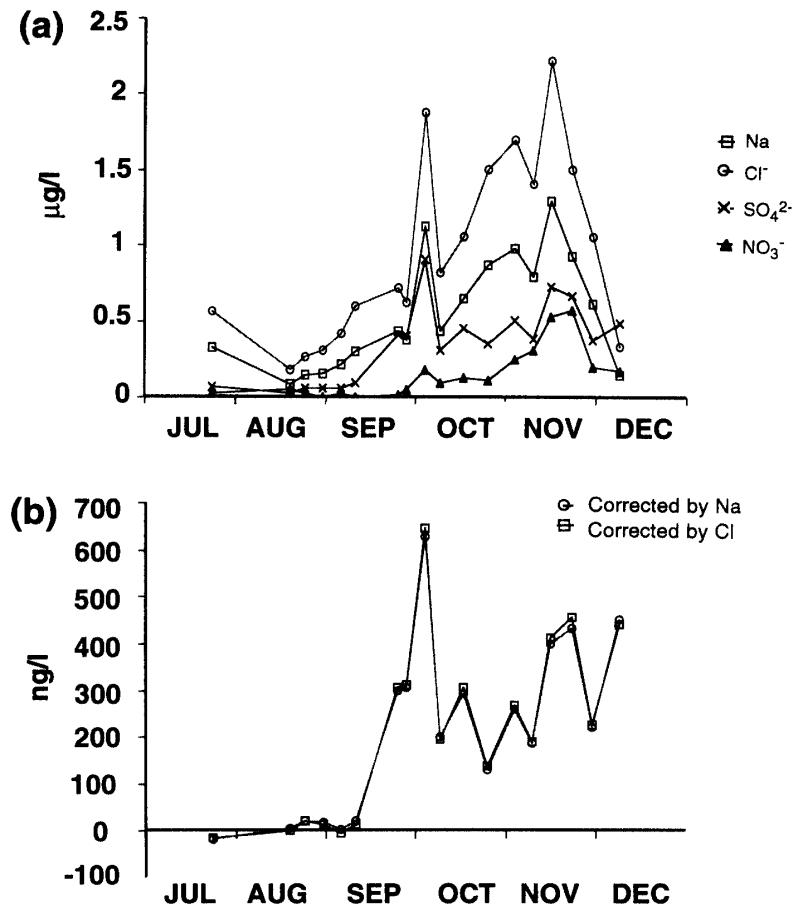 (a)
2.5
2
1.5
1
0.5
0
µg/l
Na
Cl⁻
SO₄²⁻
NO₃⁻
JUL AUG SEP OCT NOV DEC
(b)
700
600
500
400
300
200
100
0
-100
ng/l
Corrected by Na
Corrected by Cl
JUL AUG SEP OCT NOV DEC